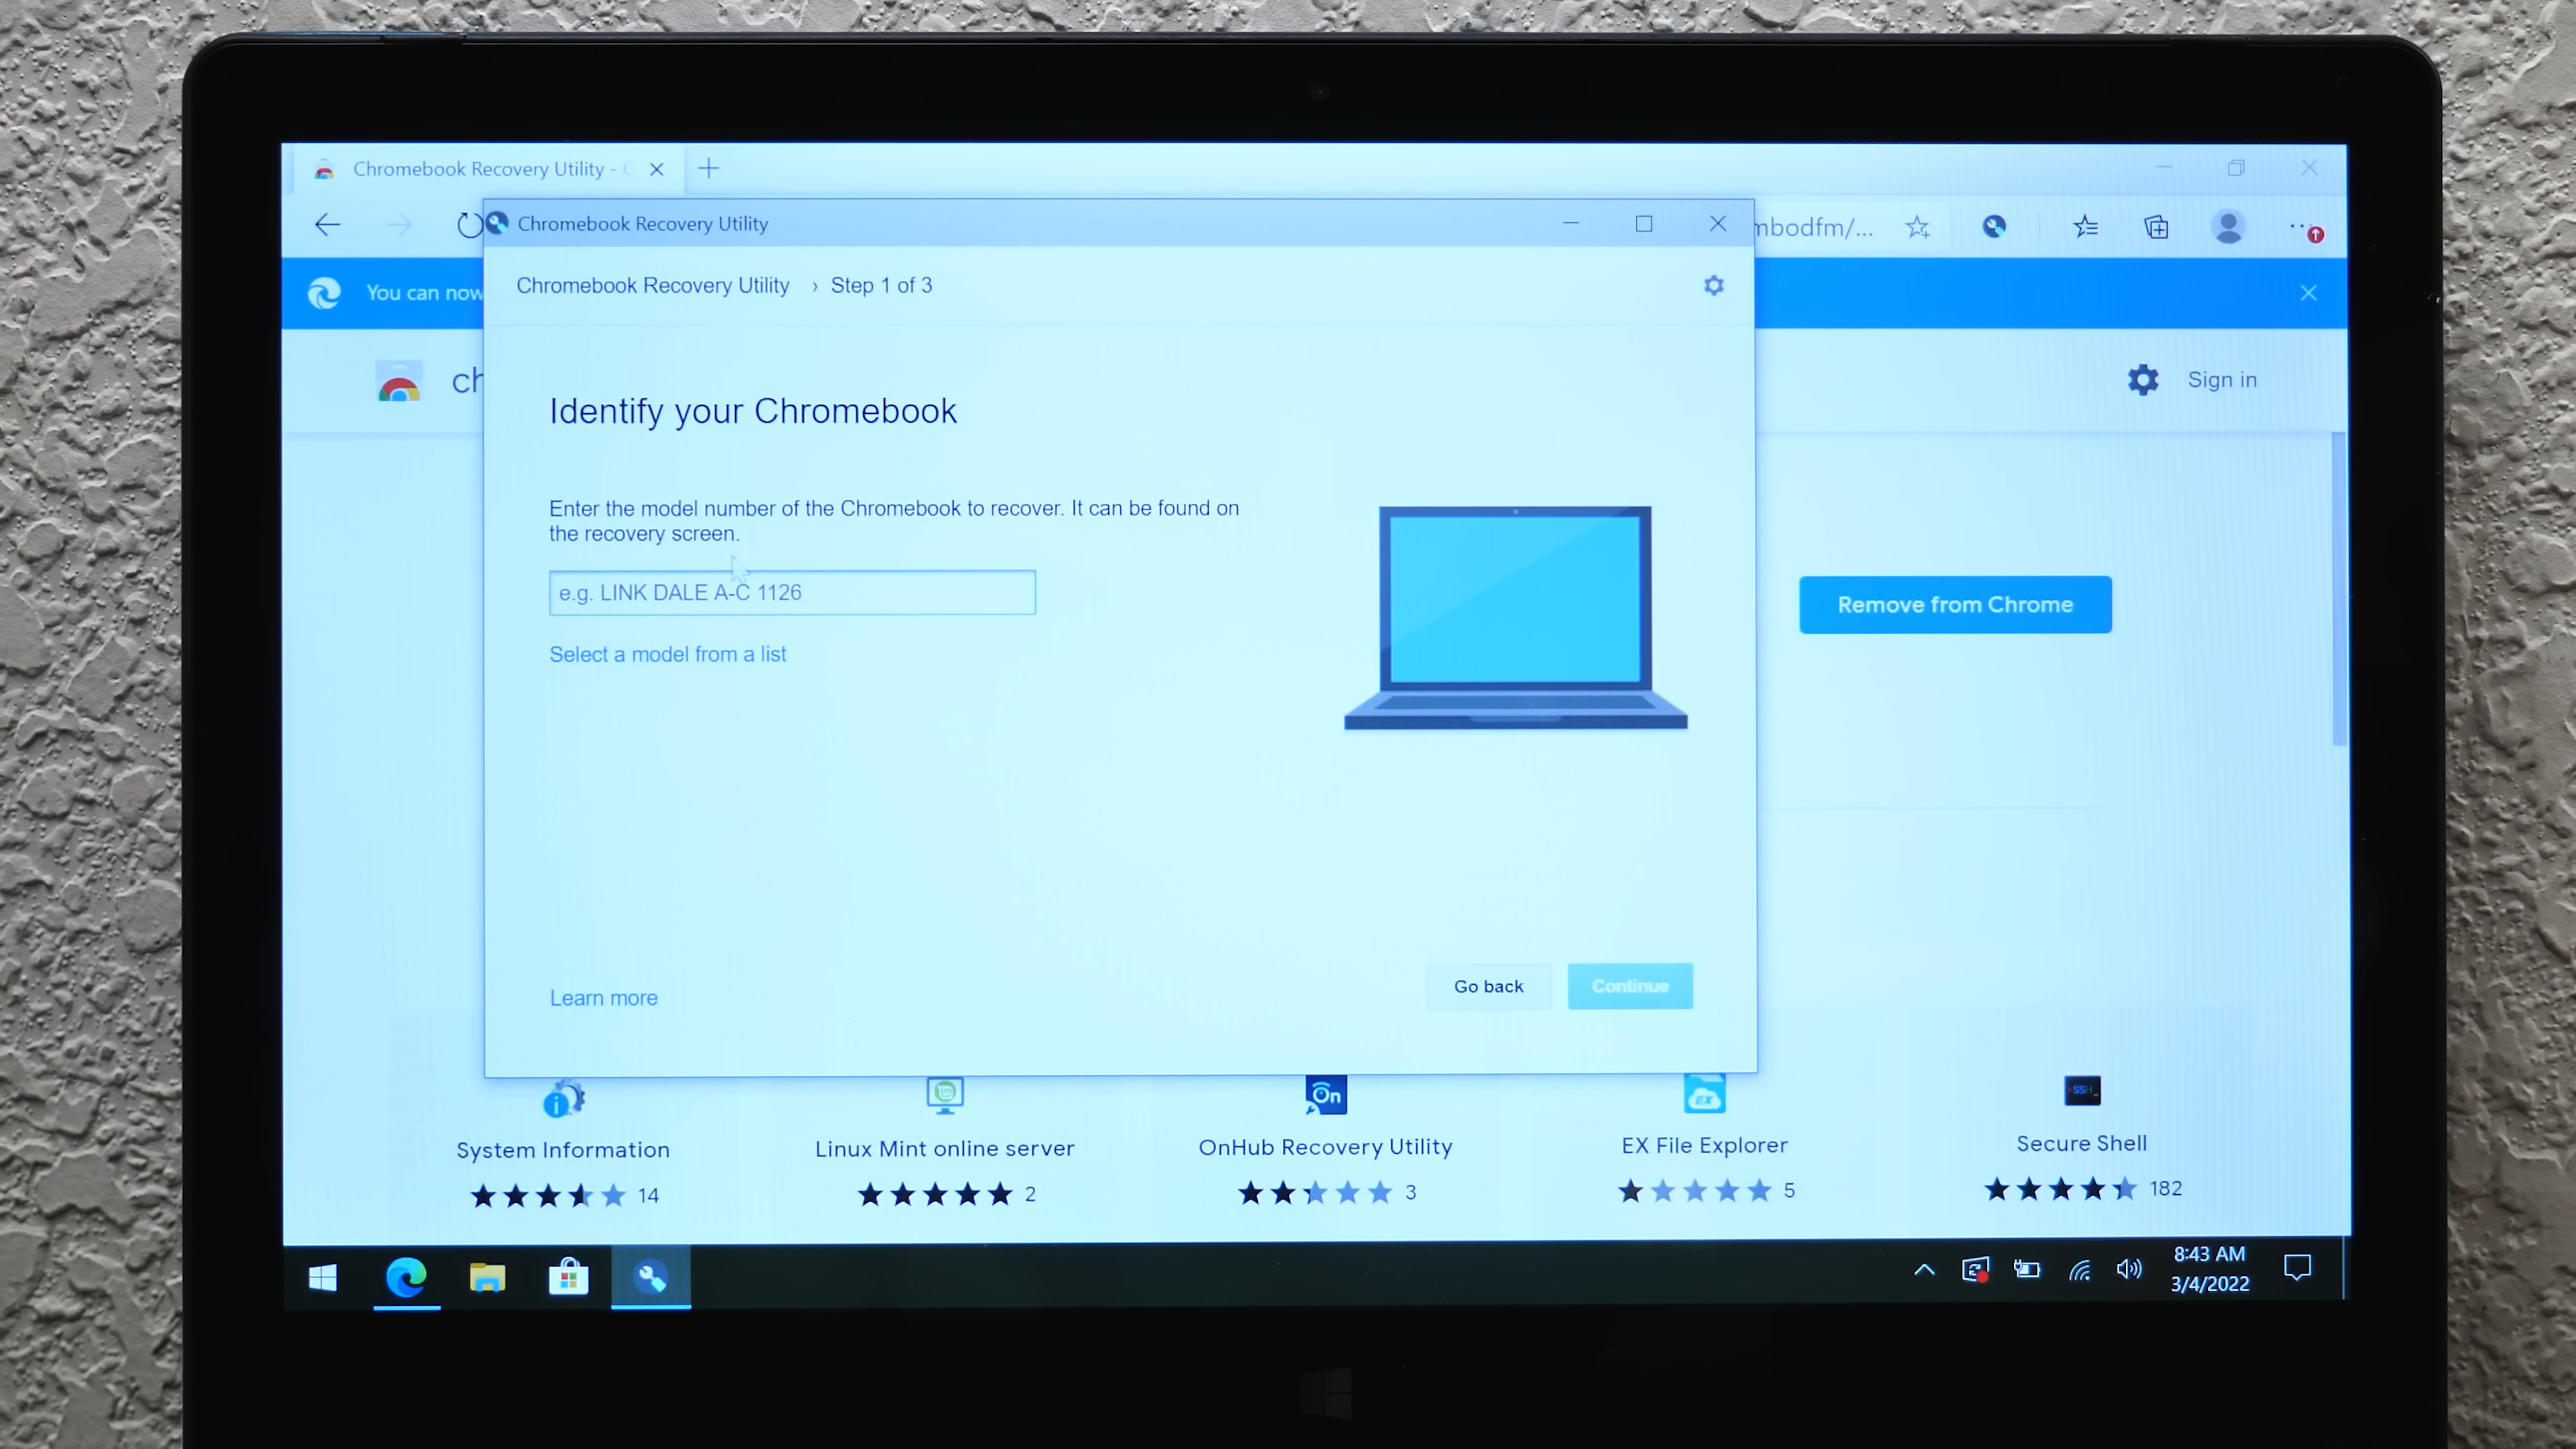 Chromebook Recovery Utility -
Chromebook Recovery Utility
mbodfm/...
You can now
Chromebook Recovery Utility › Step 1 of 3
ch
Sign in
Identify your Chromebook
Enter the model number of the Chromebook to recover. It can be found on
the recovery screen.
e.g. LINK DALE A-C 1126
Remove from Chrome
Select a model from a list
Learn more
Go back
Continue
On
EX
SSH_
System Information
Linux Mint online server
OnHub Recovery Utility
EX File Explorer
Secure Shell
14
2
3
5
182
8:43 AM
3/4/2022